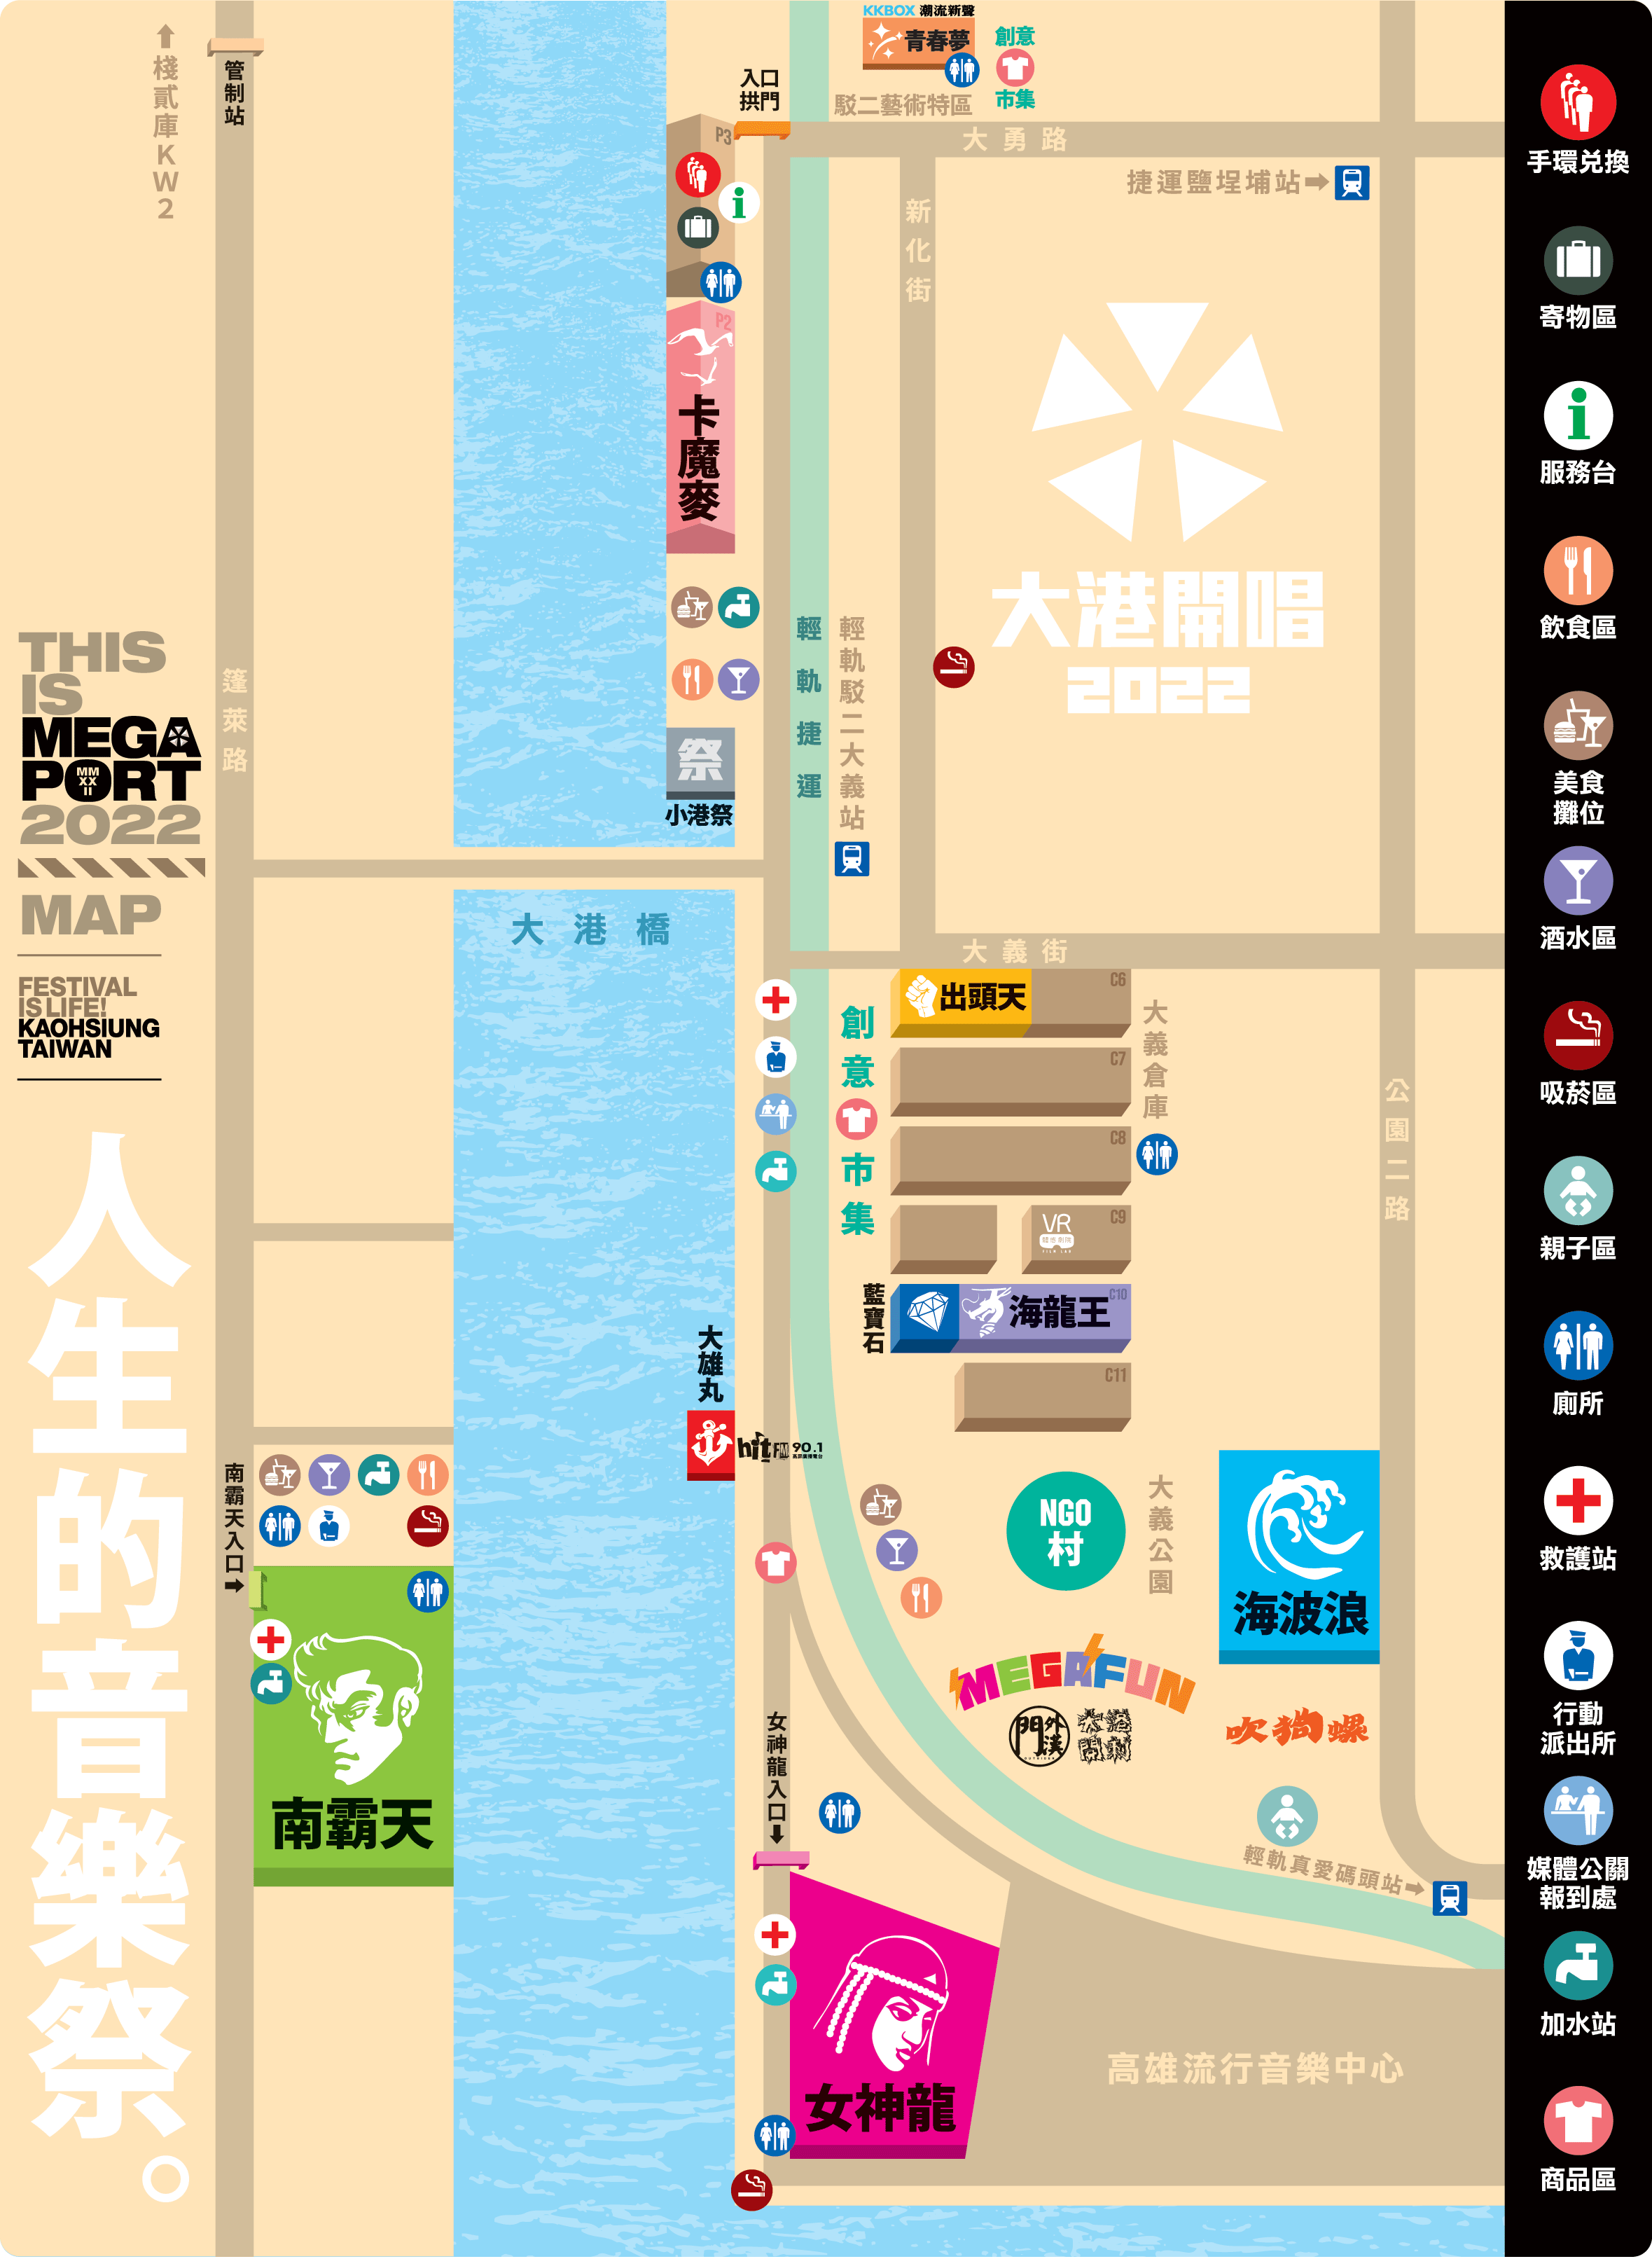 KKBOX 潮流新聲
青春夢
創意
市集
駁二藝術特區
棧貳庫KW2
管制站
入口
拱門
大勇路
捷運鹽埕埔站
新化街
P3
P2
卡魔麥
大港開唱
2022
輕軌捷運
輕軌駁二大義站
祭
小港祭
篷萊路
THIS
IS
MEGA
PORT
MM
XX
II
2022
MAP
FESTIVAL
IS LIFE!
KAOHSIUNG
TAIWAN
人生的音樂祭。
大港橋
大義街
出頭天
C6
C7
C8
C9
VR
FILM LAB
C10
C11
創意
市集
大義倉庫
公園二路
藍寶石
海龍王
大雄丸
hit FM 90.1
NGO
村
大義公園
海波浪
MEGAFUN
門外漢
吹狗螺
南霸天入口
南霸天
女神龍入口
女神龍
輕軌真愛碼頭站
高雄流行音樂中心
手環兌換
寄物區
服務台
飲食區
美食
攤位
酒水區
吸菸區
親子區
廁所
救護站
行動
派出所
媒體公關
報到處
加水站
商品區